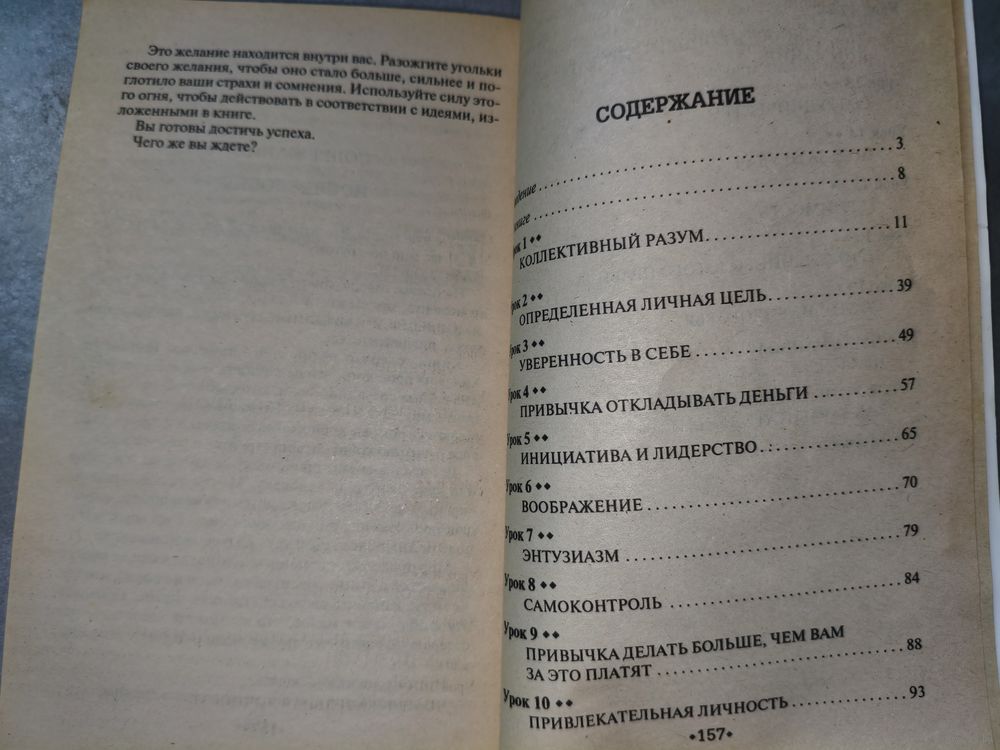 Это желание находится внутри вас. Разожгите угольки
своего желания, чтобы оно стало больше, сильнее и по-
глотило ваши страхи и сомнения. Используйте силу это-
го огня, чтобы действовать в соответствии с идеями, из-
ложенными в книге.
Вы готовы достичь успеха.
Чего же вы ждете?
СОДЕРЖАНИЕ
дение 3
книге 8
ок 1 ◆◆
КОЛЛЕКТИВНЫЙ РАЗУМ 11
рок 2 ◆◆
ОПРЕДЕЛЕННАЯ ЛИЧНАЯ ЦЕЛЬ 39
рок 3 ◆◆
УВЕРЕННОСТЬ В СЕБЕ 49
Урок 4 ◆◆
ПРИВЫЧКА ОТКЛАДЫВАТЬ ДЕНЬГИ 57
Урок 5 ◆◆
ИНИЦИАТИВА И ЛИДЕРСТВО 65
Урок 6 ◆◆
ВООБРАЖЕНИЕ 70
Урок 7 ◆◆
ЭНТУЗИАЗМ 79
Урок 8 ◆◆
САМОКОНТРОЛЬ 84
Урок 9 ◆◆
ПРИВЫЧКА ДЕЛАТЬ БОЛЬШЕ, ЧЕМ ВАМ
ЗА ЭТО ПЛАТЯТ 88
Урок 10 ◆◆
ПРИВЛЕКАТЕЛЬНАЯ ЛИЧНОСТЬ 93
•157•